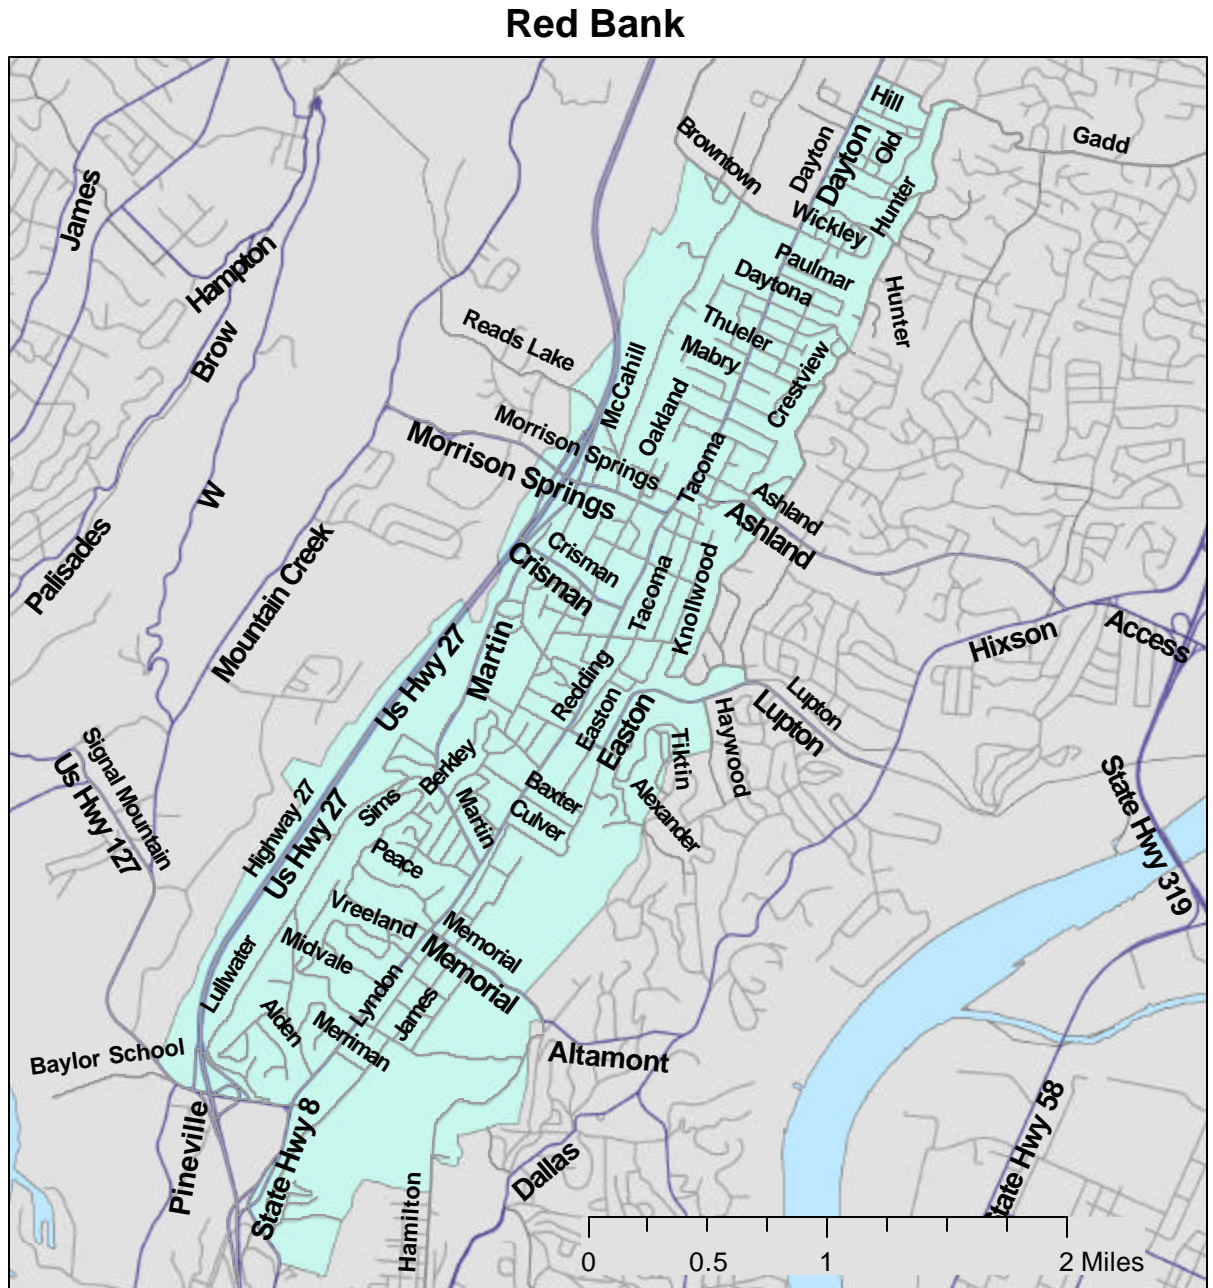 Red Bank
Hill
Gadd
Browntown
Dayton
Dayton
Old
James
Hunter
Wickley
Hampton
Paulmar
Daytona
Hunter
Reads Lake
Thueler
Brow
Mabry
McCahill
Crestview
Oakland
Morrison Springs
Morrison Springs
Tacoma
W
Ashland
Ashland
Palisades
Crisman
Crisman
Mountain Creek
Tacoma
Knollwood
Access
Hixson
Martin
Us Hwy 27
Redding
Lupton
Lupton
Easton
Easton
Haywood
Tiktin
Signal Mountain
Us Hwy 127
Berkley
State Hwy 319
Highway 27
Us Hwy 27
Sims
Martin
Baxter
Culver
Alexander
Peace
Vreeland
Memorial
Memorial
Midvale
Lullwater
Lyndon
James
Alden
Merriman
Baylor School
Altamont
State Hwy 58
Pineville
State Hwy 8
Dallas
Hamilton
0 0.5 1 2 Miles